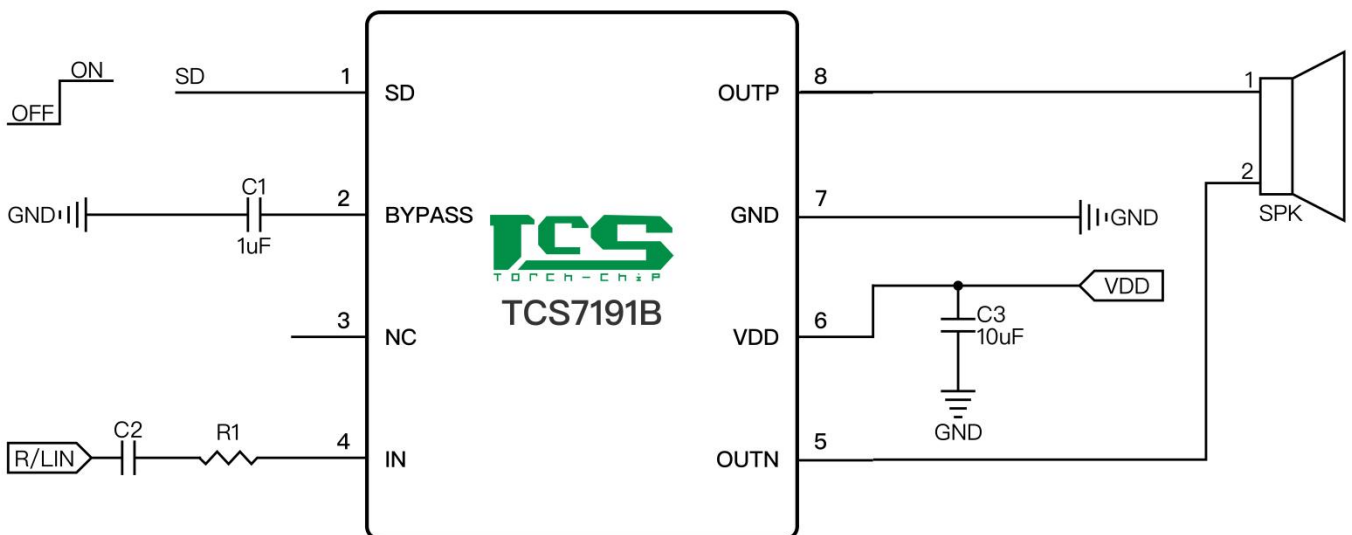 ON
OFF
SD
1
SD
OUTP
8
1
C1
1uF
GND
2
BYPASS
GND
7
GND
2
SPK
TCS
TOrCh-ChiP
TCS7191B
3
NC
VDD
6
VDD
C3
10uF
GND
R/LIN
C2
R1
4
IN
OUTN
5